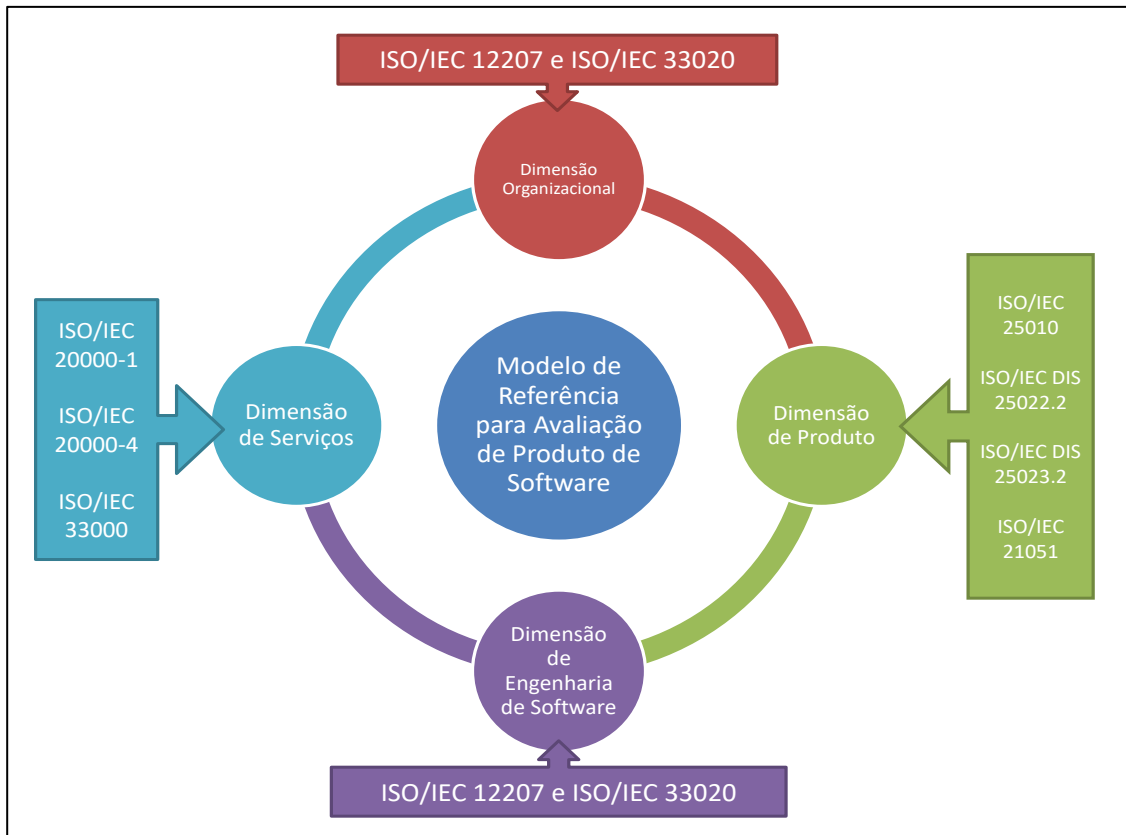 ISO/IEC 12207 e ISO/IEC 33020
Dimensão
Organizacional
ISO/IEC
20000-1
ISO/IEC
20000-4
ISO/IEC
33000
Dimensão
de Serviços
Modelo de
Referência
para Avaliação
de Produto de
Software
Dimensão
de Produto
ISO/IEC
25010
ISO/IEC DIS
25022.2
ISO/IEC DIS
25023.2
ISO/IEC
21051
Dimensão
de
Engenharia
de Software
ISO/IEC 12207 e ISO/IEC 33020